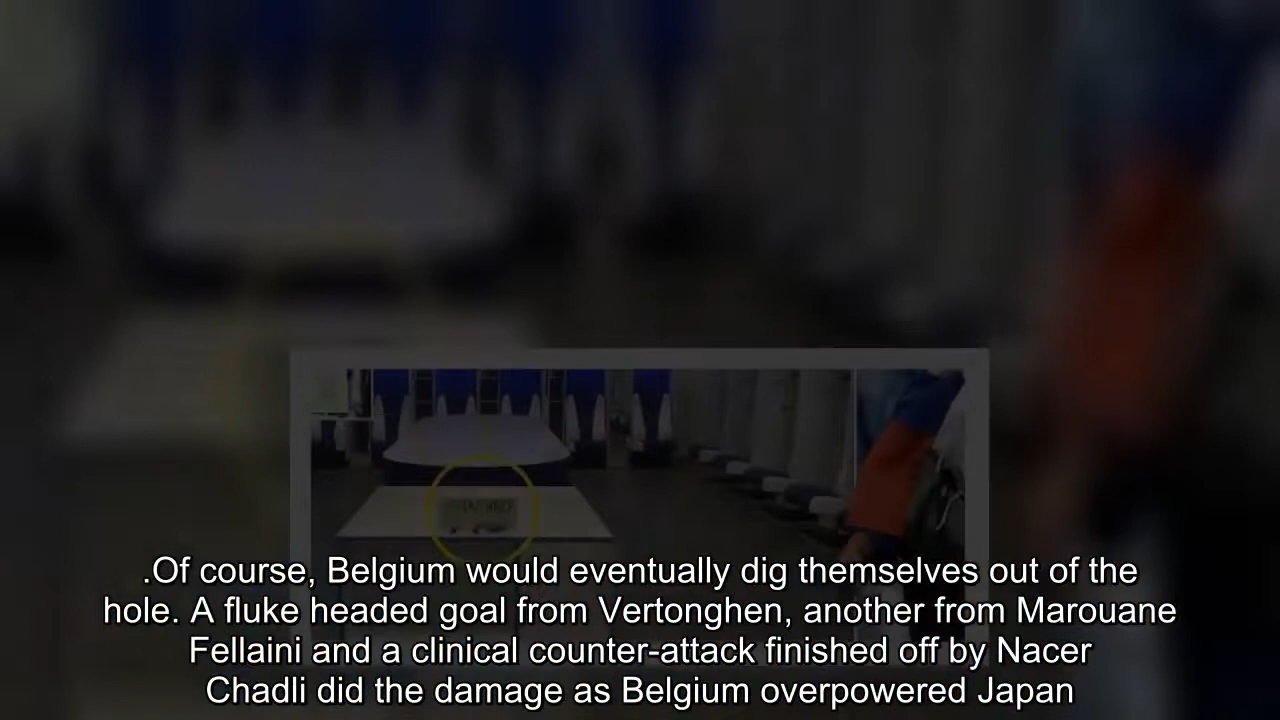 .Of course, Belgium would eventually dig themselves out of the
hole. A fluke headed goal from Vertonghen, another from Marouane
Fellaini and a clinical counter-attack finished off by Nacer
Chadli did the damage as Belgium overpowered Japan